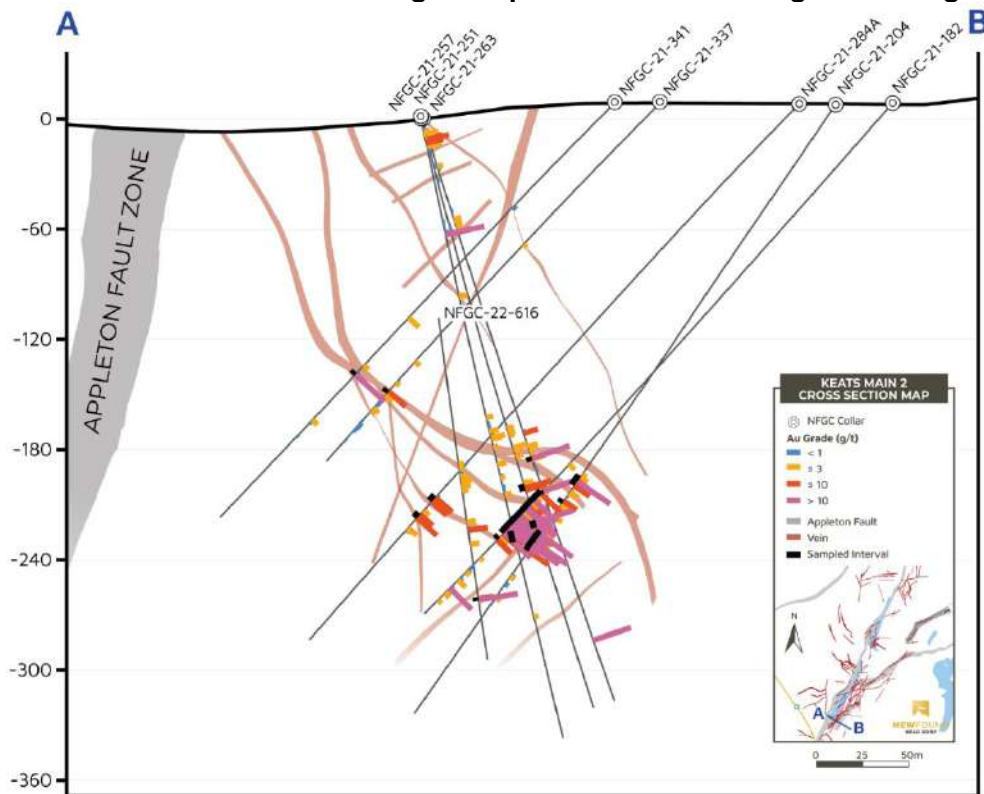 A
B
NFGC-21-257
NFGC-21-251
NFGC-21-263
NFGC-21-341
NFGC-21-337
NFGC-21-284A
NFGC-21-204
NFGC-21-182
0
-60
-120
-180
-240
-300
-360
APPLETON FAULT ZONE
NFGC-22-616
KEATS MAIN 2
CROSS SECTION MAP
NFGC Collar
Au Grade (g/t)
< 1
≤ 3
≤ 10
> 10
Appleton Fault
Vein
Sampled Interval
N
A
B
NEWFOUND
GOLD CORP
0 25 50m